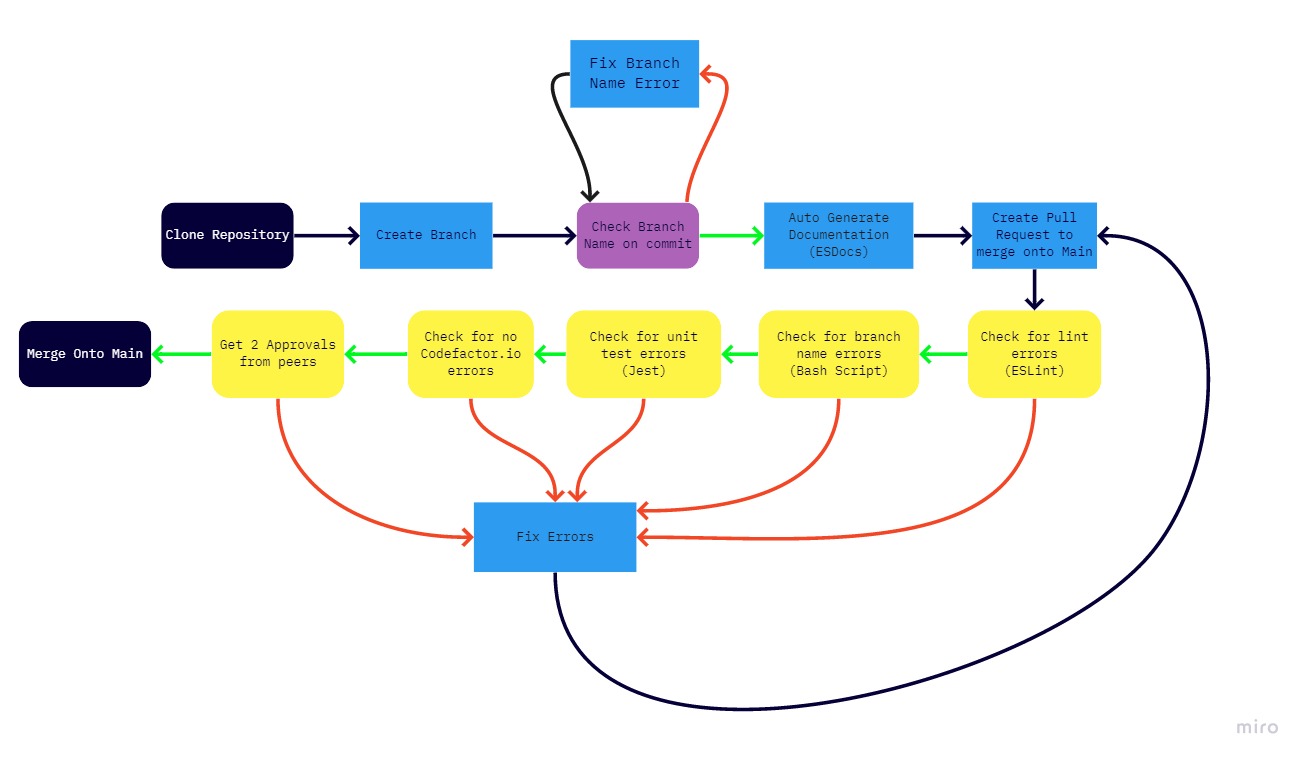 Fix Branch
Name Error
Clone Repository
Create Branch
Check Branch
Name on commit
Auto Generate
Documentation
(ESDocs)
Create Pull
Request to
merge onto Main
Merge Onto Main
Get 2 Approvals
from peers
Check for no
Codefactor.io
errors
Check for unit
test errors
(Jest)
Check for branch
name errors
(Bash Script)
Check for lint
errors
(ESLint)
Fix Errors
miro